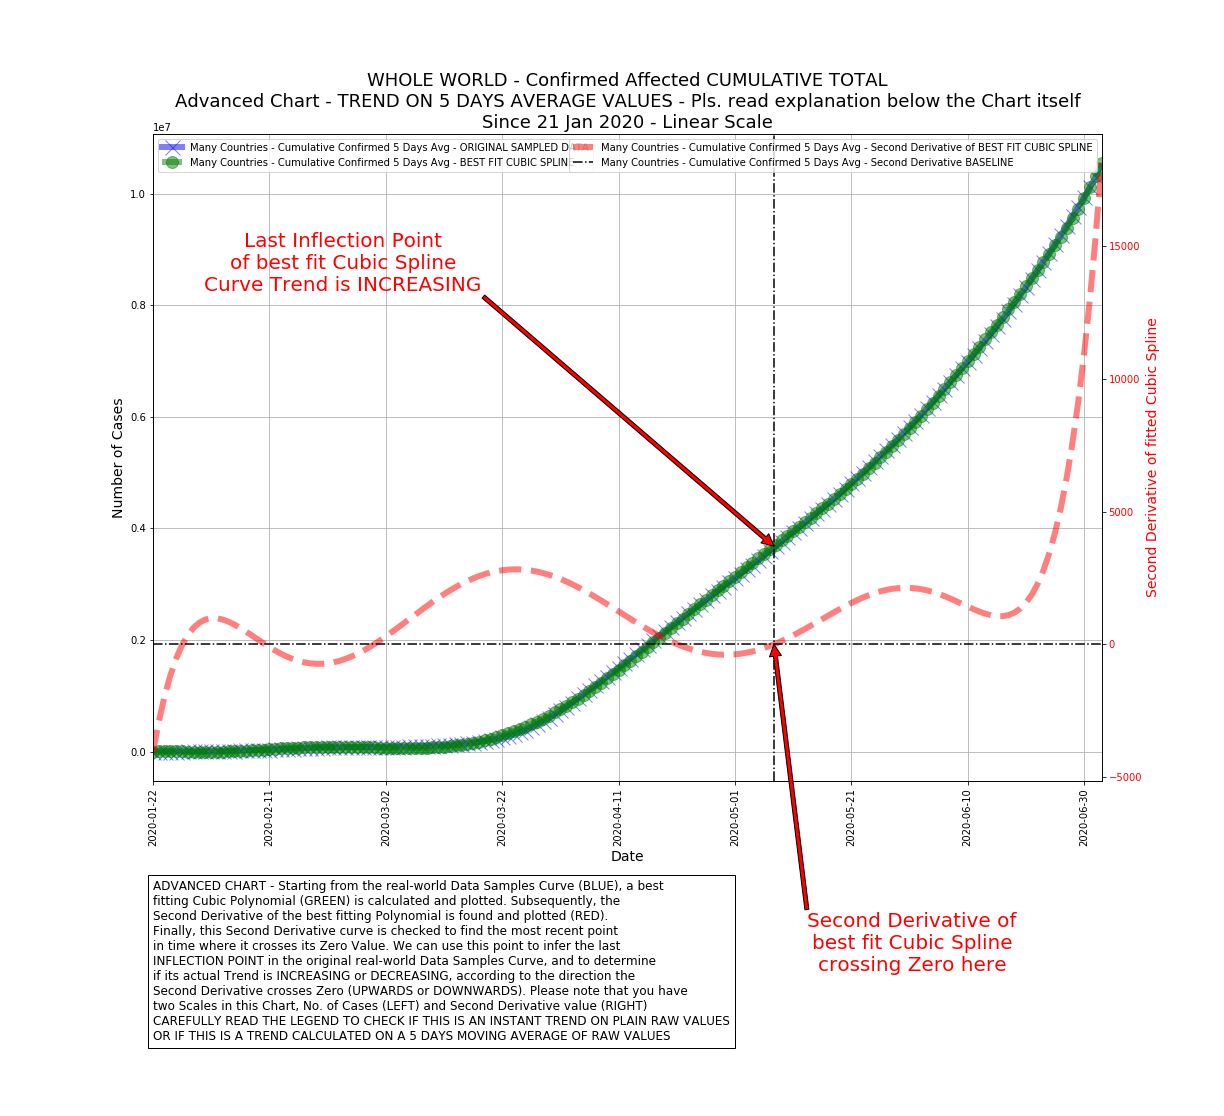 WHOLE WORLD - Confirmed Affected CUMULATIVE TOTAL
Advanced Chart - TREND ON 5 DAYS AVERAGE VALUES - Pls. read explanation below the Chart itself
Since 21 Jan 2020 - Linear Scale
1e7
Many Countries - Cumulative Confirmed 5 Days Avg - ORIGINAL SAMPLED DATA
Many Countries - Cumulative Confirmed 5 Days Avg - BEST FIT CUBIC SPLINE
Many Countries - Cumulative Confirmed 5 Days Avg - Second Derivative of BEST FIT CUBIC SPLINE
Many Countries - Cumulative Confirmed 5 Days Avg - Second Derivative BASELINE
Last Inflection Point
of best fit Cubic Spline
Curve Trend is INCREASING
1.0
0.8
0.6
0.4
0.2
0.0
Number of Cases
15000
10000
5000
0
−5000
Second Derivative of fitted Cubic Spline
2020-01-22
2020-02-11
2020-03-02
2020-03-22
2020-04-11
2020-05-01
2020-05-21
2020-06-10
2020-06-30
Date
Second Derivative of
best fit Cubic Spline
crossing Zero here
ADVANCED CHART - Starting from the real-world Data Samples Curve (BLUE), a best
fitting Cubic Polynomial (GREEN) is calculated and plotted. Subsequently, the
Second Derivative of the best fitting Polynomial is found and plotted (RED).
Finally, this Second Derivative curve is checked to find the most recent point
in time where it crosses its Zero Value. We can use this point to infer the last
INFLECTION POINT in the original real-world Data Samples Curve, and to determine
if its actual Trend is INCREASING or DECREASING, according to the direction the
Second Derivative crosses Zero (UPWARDS or DOWNWARDS). Please note that you have
two Scales in this Chart, No. of Cases (LEFT) and Second Derivative value (RIGHT)
CAREFULLY READ THE LEGEND TO CHECK IF THIS IS AN INSTANT TREND ON PLAIN RAW VALUES
OR IF THIS IS A TREND CALCULATED ON A 5 DAYS MOVING AVERAGE OF RAW VALUES